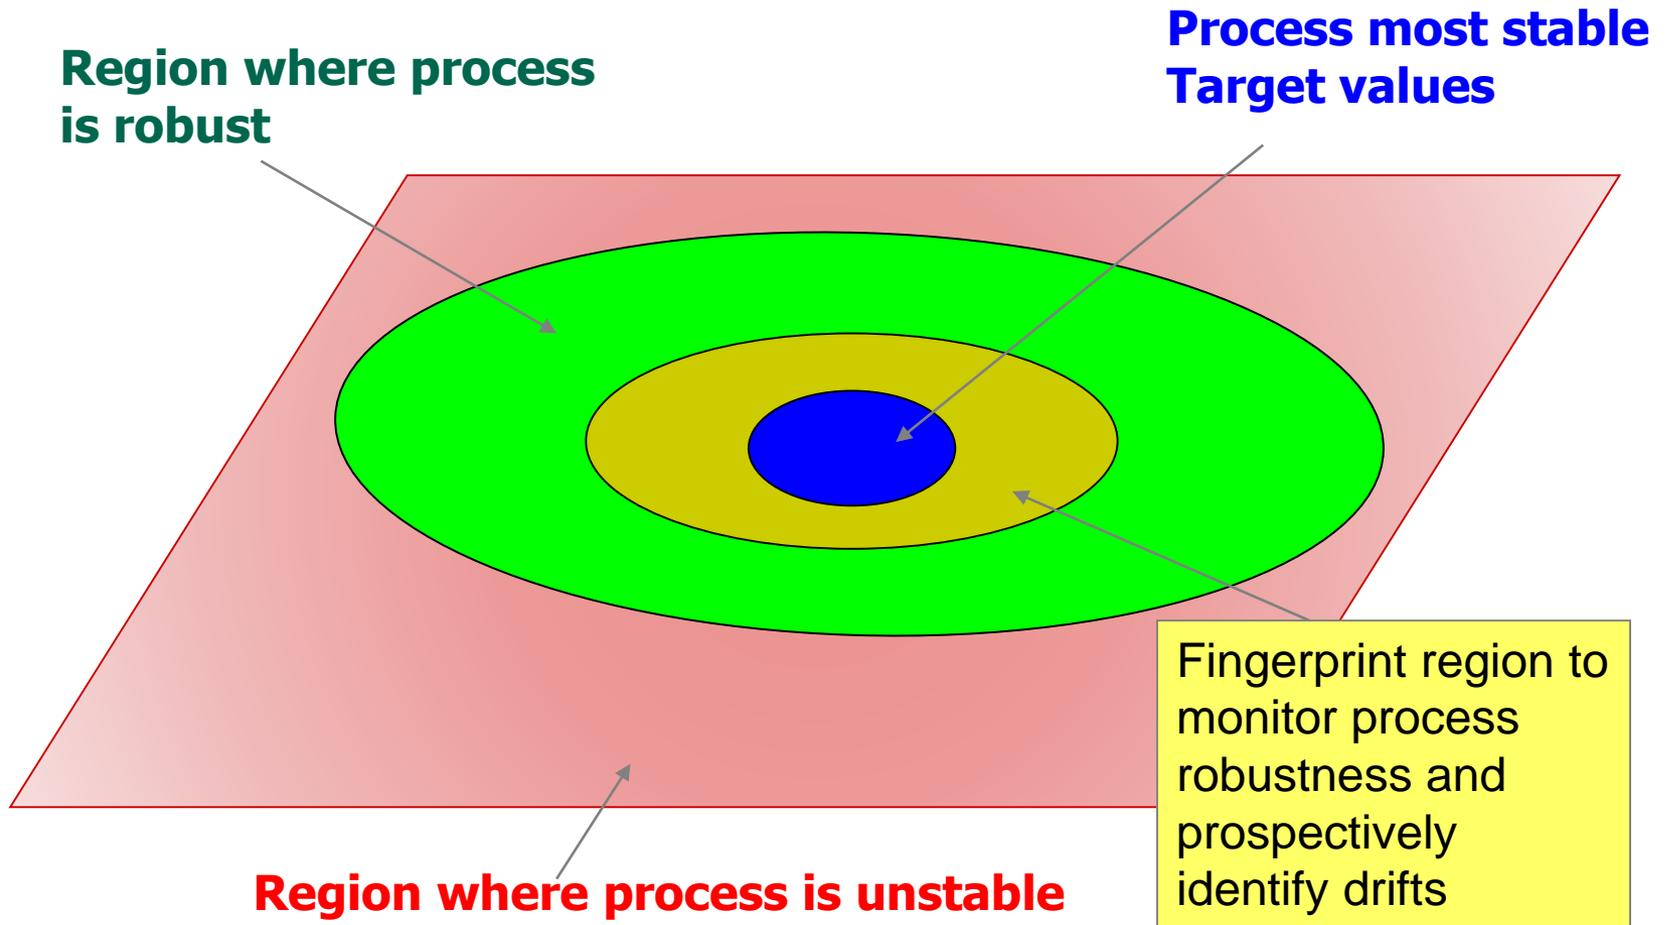 Process most stable
Target values
Region where process
is robust
Fingerprint region to
monitor process
robustness and
prospectively
identify drifts
Region where process is unstable